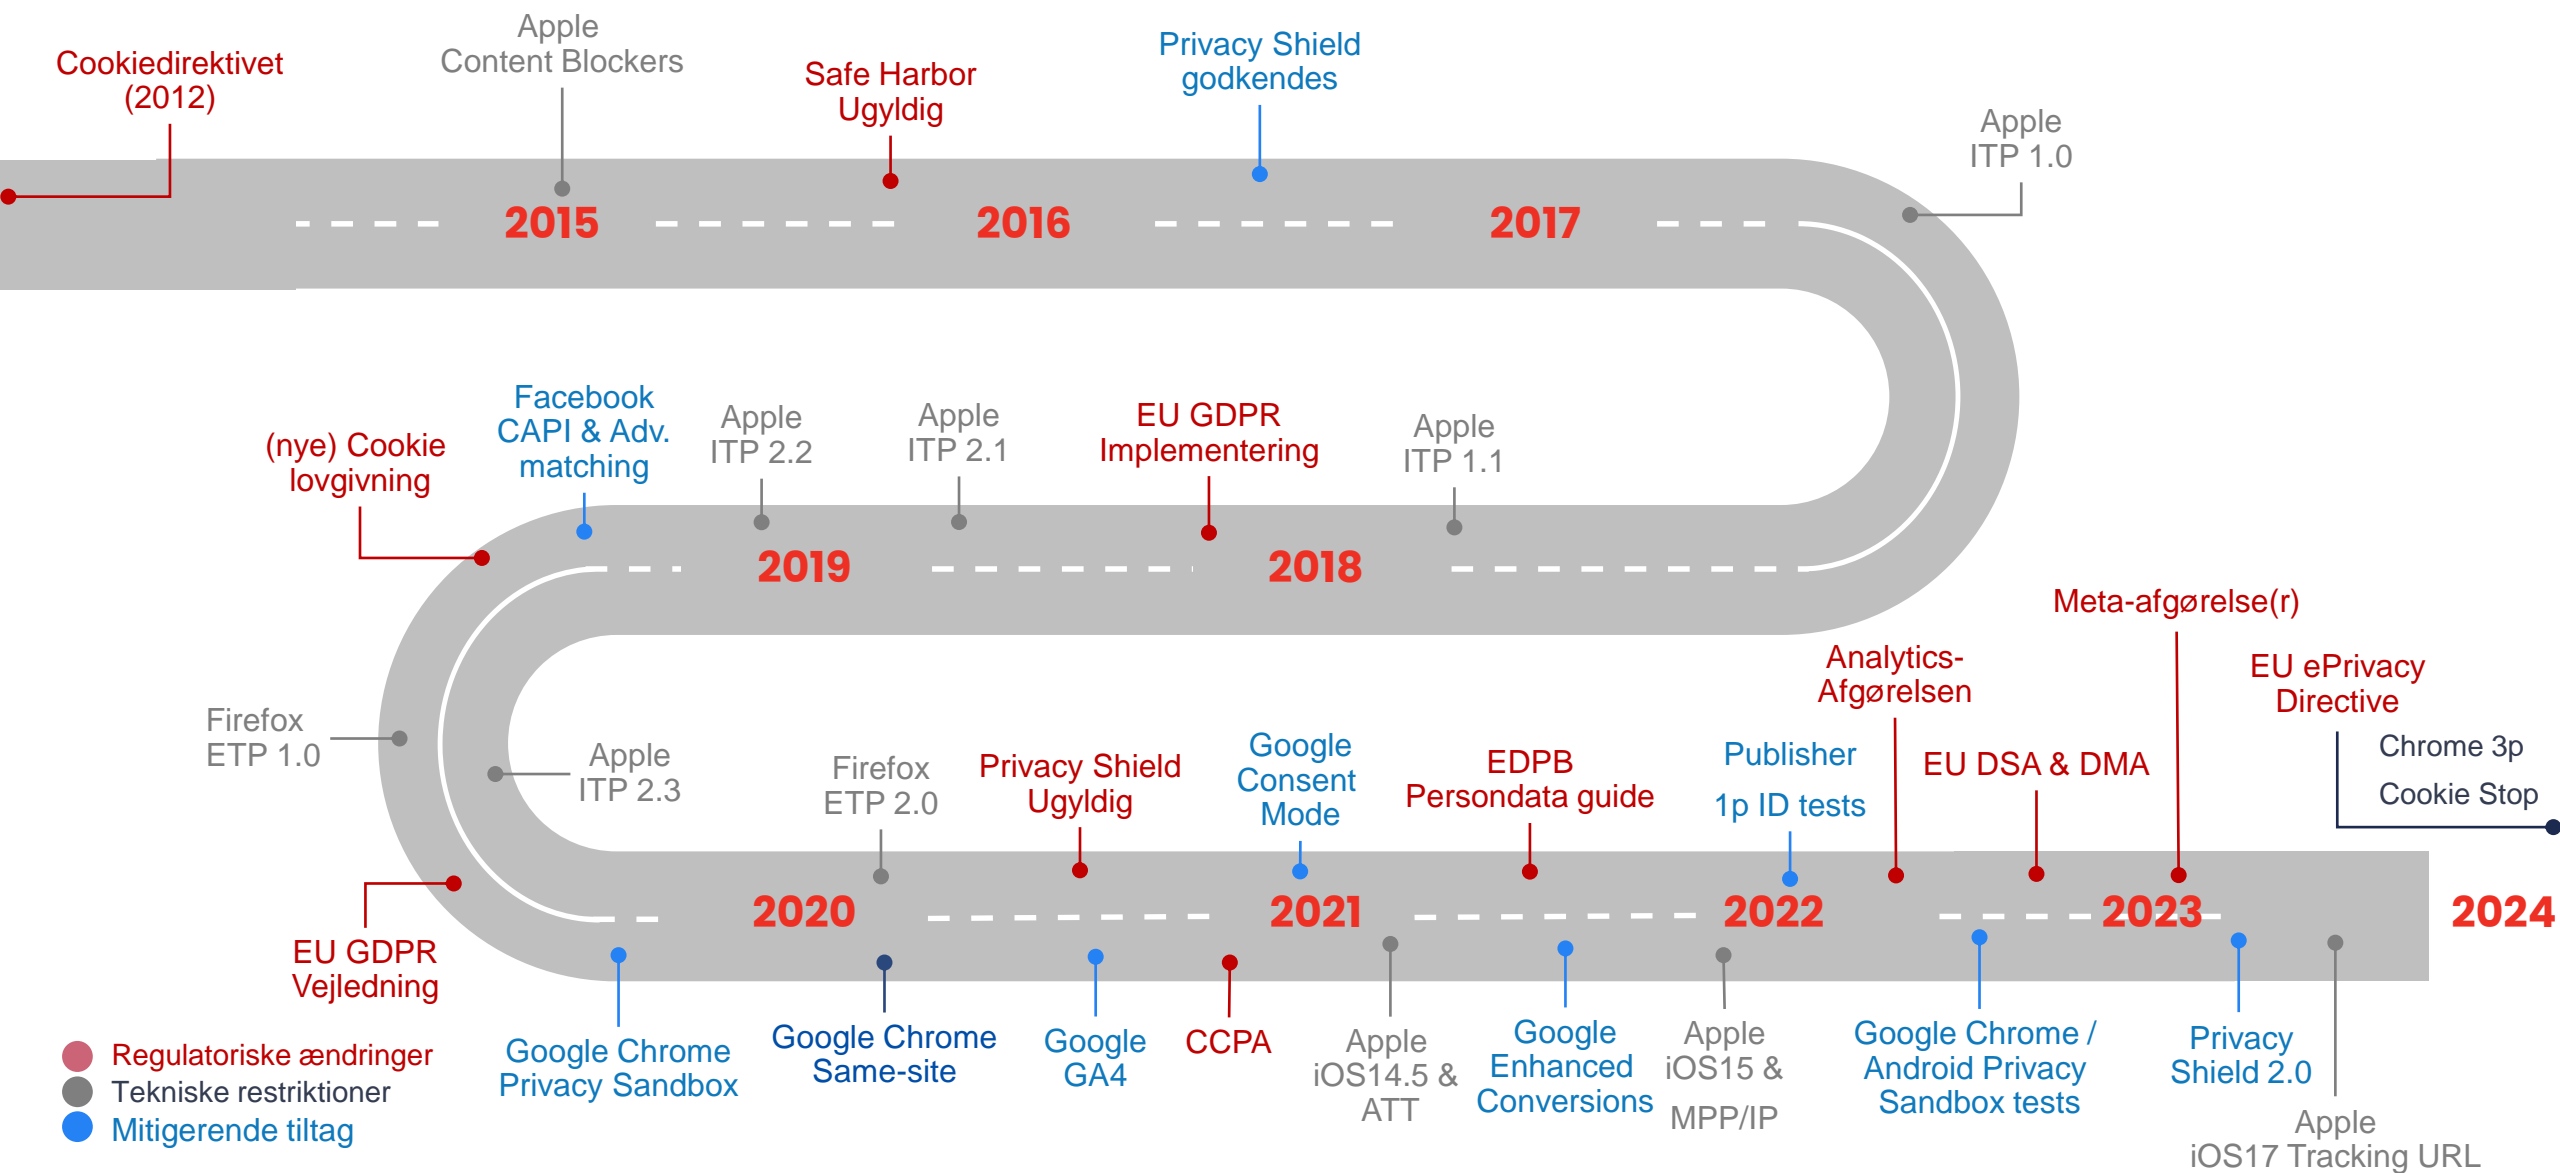 Cookiedirektivet
(2012)
Apple
Content Blockers
Safe Harbor
Ugyldig
Privacy Shield
godkendes
Apple
ITP 1.0
2015
2016
2017
(nye) Cookie
lovgivning
Facebook
CAPI & Adv.
matching
Apple
ITP 2.2
Apple
ITP 2.1
EU GDPR
Implementering
Apple
ITP 1.1
2019
2018
Firefox
ETP 1.0
Apple
ITP 2.3
Firefox
ETP 2.0
Privacy Shield
Ugyldig
Google
Consent
Mode
EDPB
Persondata guide
Publisher
1p ID tests
Analytics-
Afgørelsen
EU DSA & DMA
Meta-afgørelse(r)
EU ePrivacy
Directive
Chrome 3p
Cookie Stop
2020
2021
2022
2023
2024
EU GDPR
Vejledning
Google Chrome
Privacy Sandbox
Google Chrome
Same-site
Google
GA4
CCPA
Apple
iOS14.5 &
ATT
Google
Enhanced
Conversions
Apple
iOS15 &
MPP/IP
Google Chrome /
Android Privacy
Sandbox tests
Privacy
Shield 2.0
Apple
iOS17 Tracking URL
Regulatoriske ændringer
Tekniske restriktioner
Mitigerende tiltag